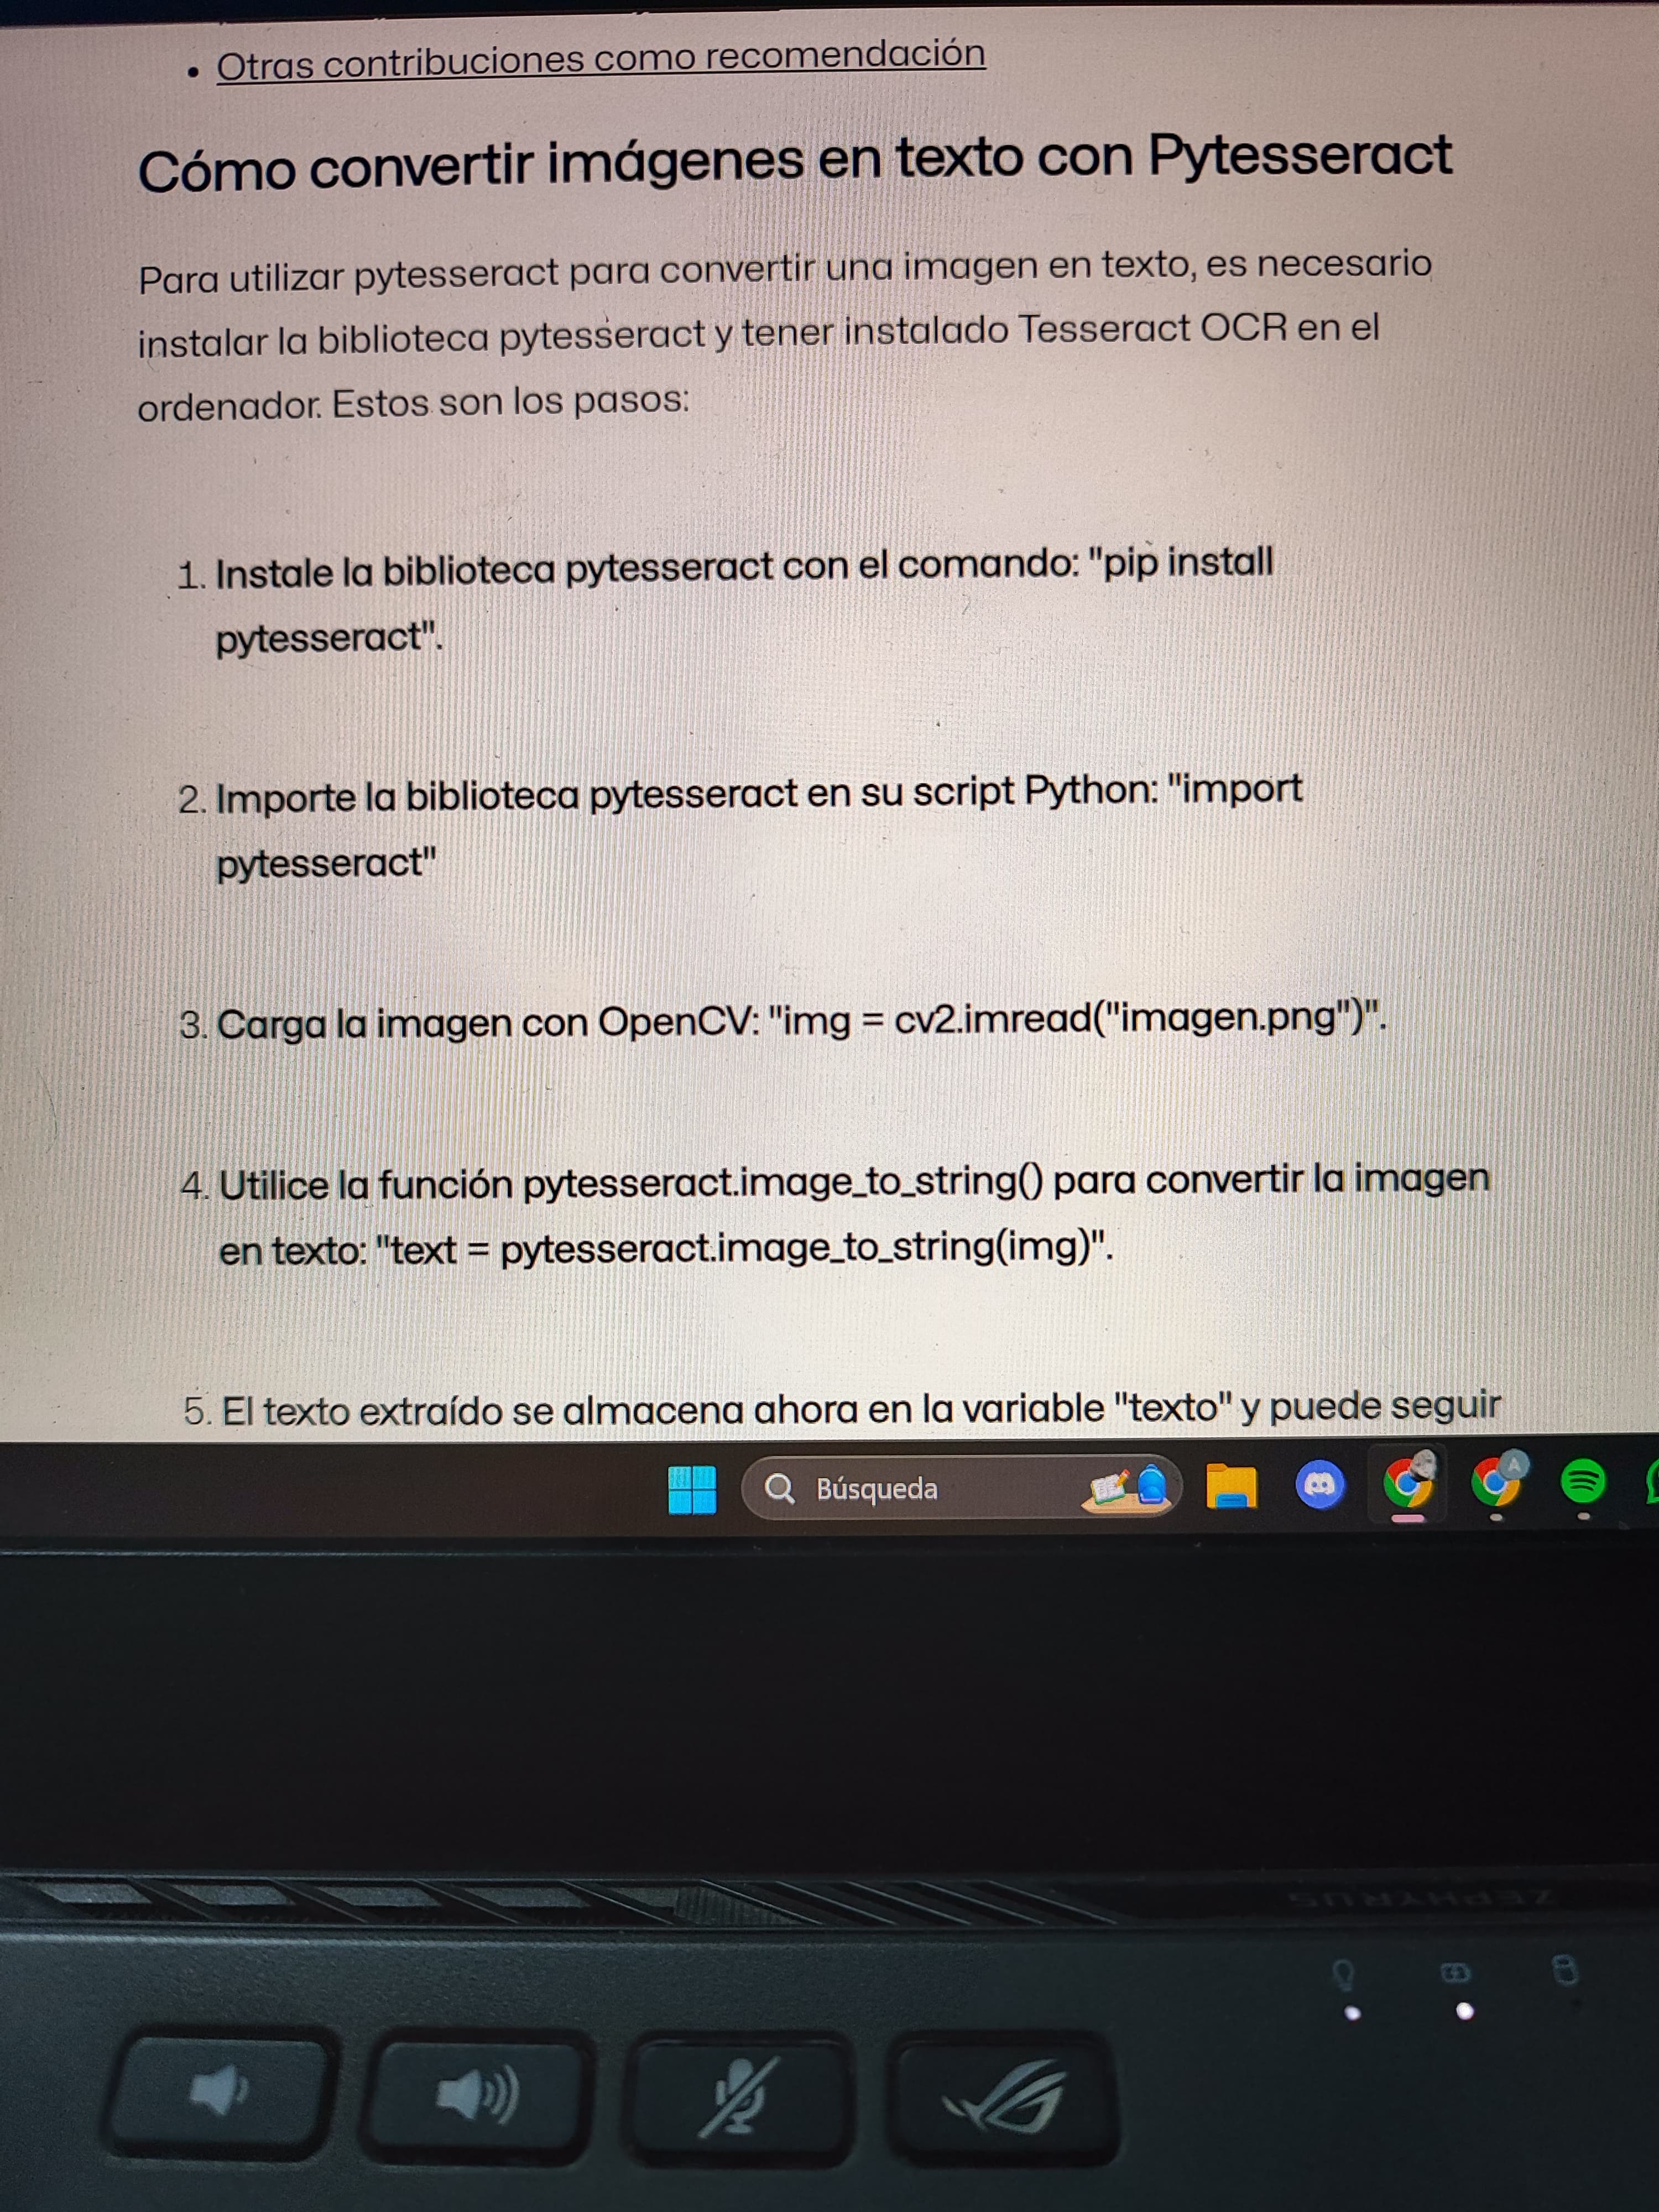 • Otras contribuciones como recomendación
Cómo convertir imágenes en texto con Pytesseract
Para utilizar pytesseract para convertir una imagen en texto, es necesario
instalar la biblioteca pytesseract y tener instalado Tesseract OCR en el
ordenador. Estos son los pasos:
1. Instale la biblioteca pytesseract con el comando: "pip install
pytesseract".
2. Importe la biblioteca pytesseract en su script Python: "import
pytesseract"
3. Carga la imagen con OpenCV: "img = cv2.imread("imagen.png")".
4. Utilice la función pytesseract.image_to_string() para convertir la imagen
en texto: "text = pytesseract.image_to_string(img)".
5. El texto extraído se almacena ahora en la variable "texto" y puede seguir
Búsqueda
A
ZEPHYRUS